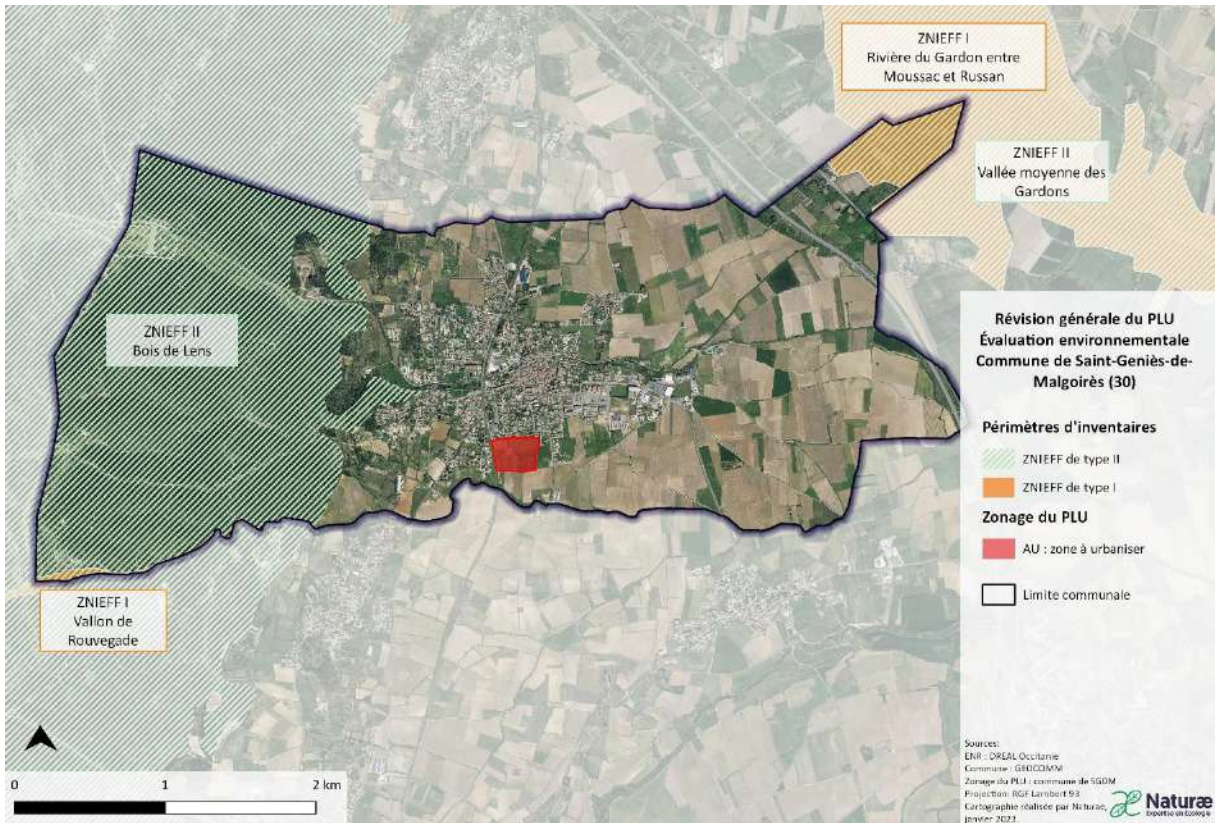 ZNIEFF I
Rivière du Gardon entre
Moussac et Russan
ZNIEFF II
Vallée moyenne des
Gardons
ZNIEFF II
Bois de Lens
ZNIEFF I
Vallon de
Rouvegade
Révision générale du PLU
Évaluation environnementale
Commune de Saint-Geniès-de-
Malgoirès (30)
Périmètres d'inventaires
ZNIEFF de type II
ZNIEFF de type I
Zonage du PLU
AU : zone à urbaniser
Limite communale
0 1 2 km
Sources:
ENR : DREAL Occitanie
Commune : GEOCOMM
Zonage du PLU : commune de SGDM
Projection: RGF Lambert 93
Cartographie réalisée par Naturae,
janvier 2023.
Naturæ
Expertise en Écologie